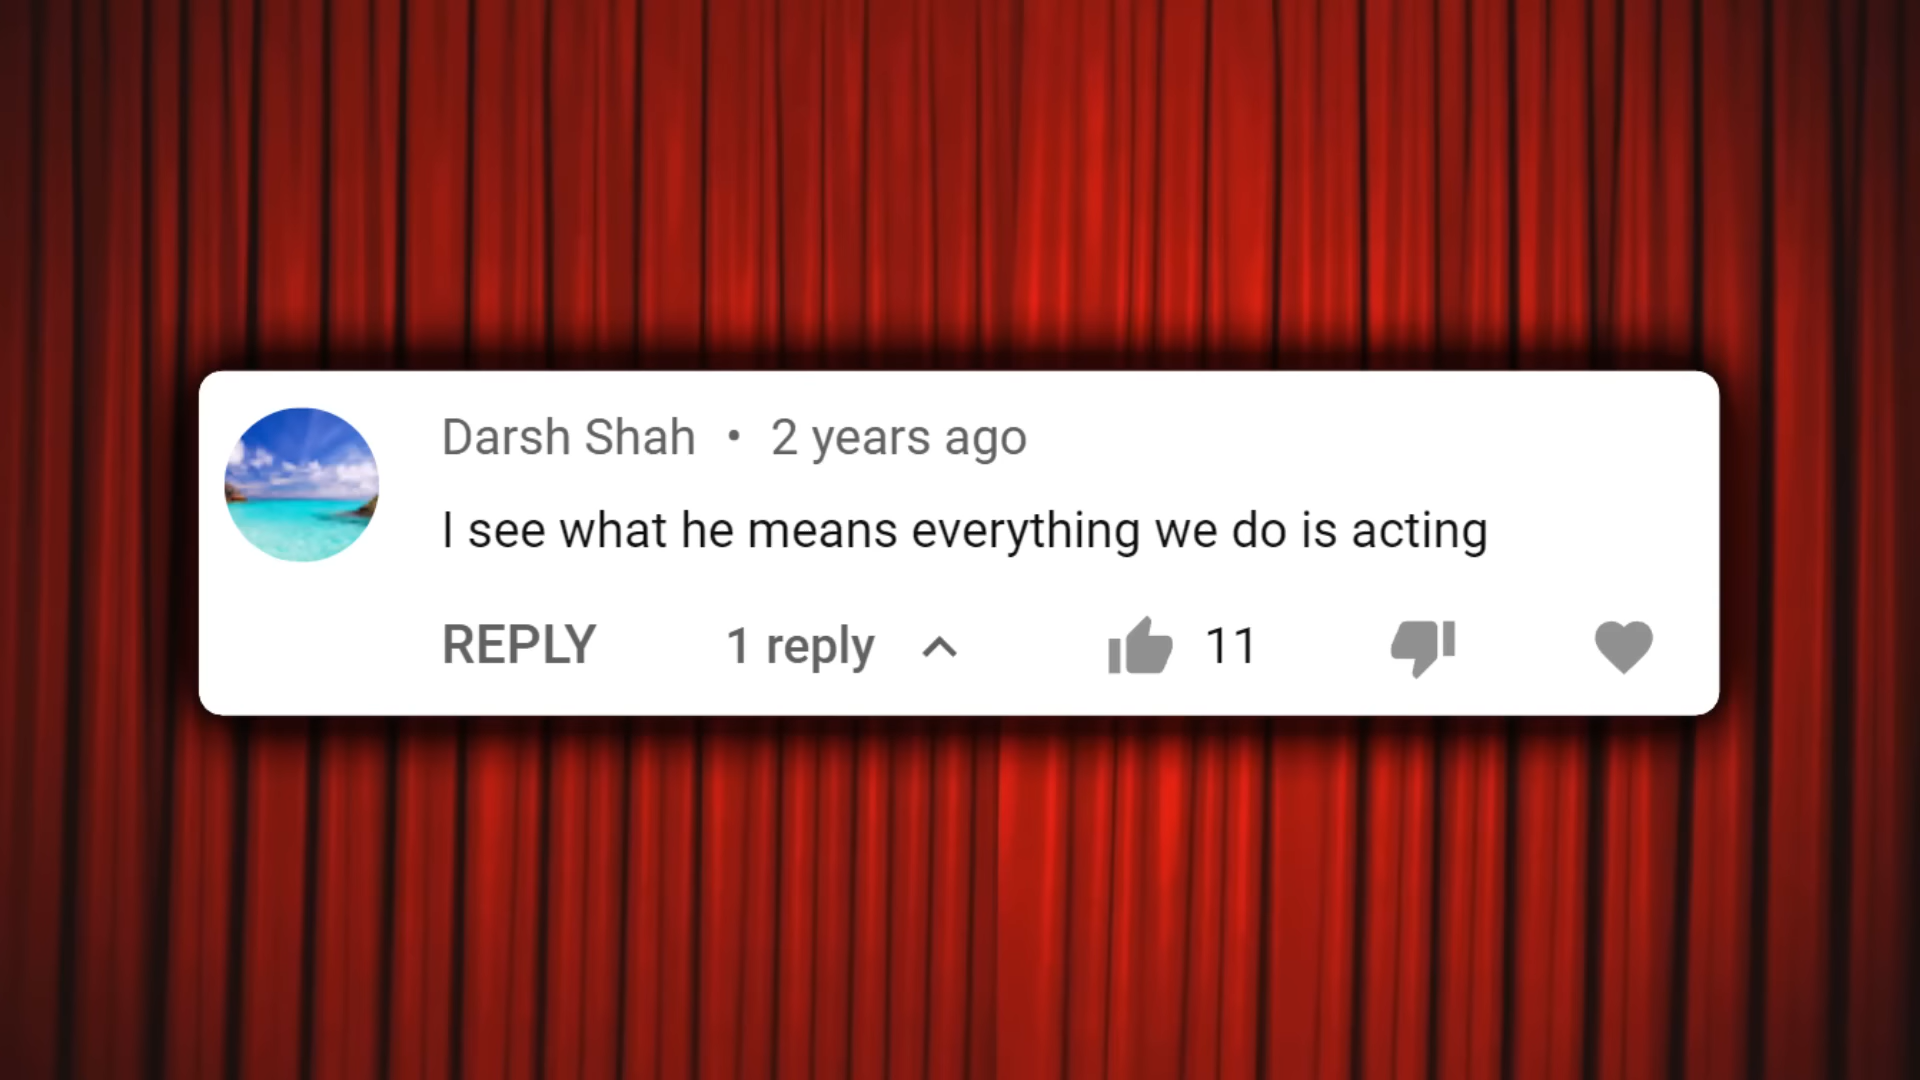 Darsh Shah • 2 years ago
I see what he means everything we do is acting
REPLY 1 reply 11